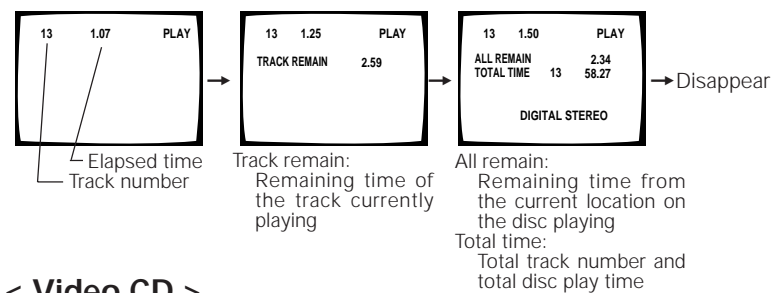 13 1.07 PLAY
Elapsed time
Track number
13 1.25 PLAY
TRACK REMAIN 2.59
Track remain:
Remaining time of
the track currently
playing
13 1.50 PLAY
ALL REMAIN 2.34
TOTAL TIME 13 58.27
DIGITAL STEREO
All remain:
Remaining time from
the current location on
the disc playing
Total time:
Total track number and
total disc play time
Disappear
< Video CD >